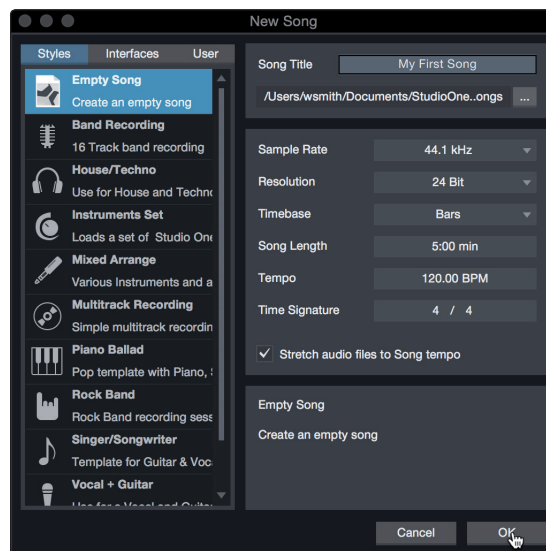 New Song
Styles Interfaces User
Empty Song
Create an empty song
Band Recording
16 Track band recording
House/Techno
Use for House and Techno
Instruments Set
Loads a set of Studio One
Mixed Arrange
Various Instruments and a
Multitrack Recording
Simple multitrack recordin
Piano Ballad
Pop template with Piano,
Rock Band
Rock Band recording sess
Singer/Songwriter
Template for Guitar & Voc
Vocal + Guitar
Song Title My First Song
/Users/wsmith/Documents/StudioOne..ongs ...
Sample Rate 44.1 kHz
Resolution 24 Bit
Timebase Bars
Song Length 5:00 min
Tempo 120.00 BPM
Time Signature 4 / 4
Stretch audio files to Song tempo
Empty Song
Create an empty song
Cancel OK